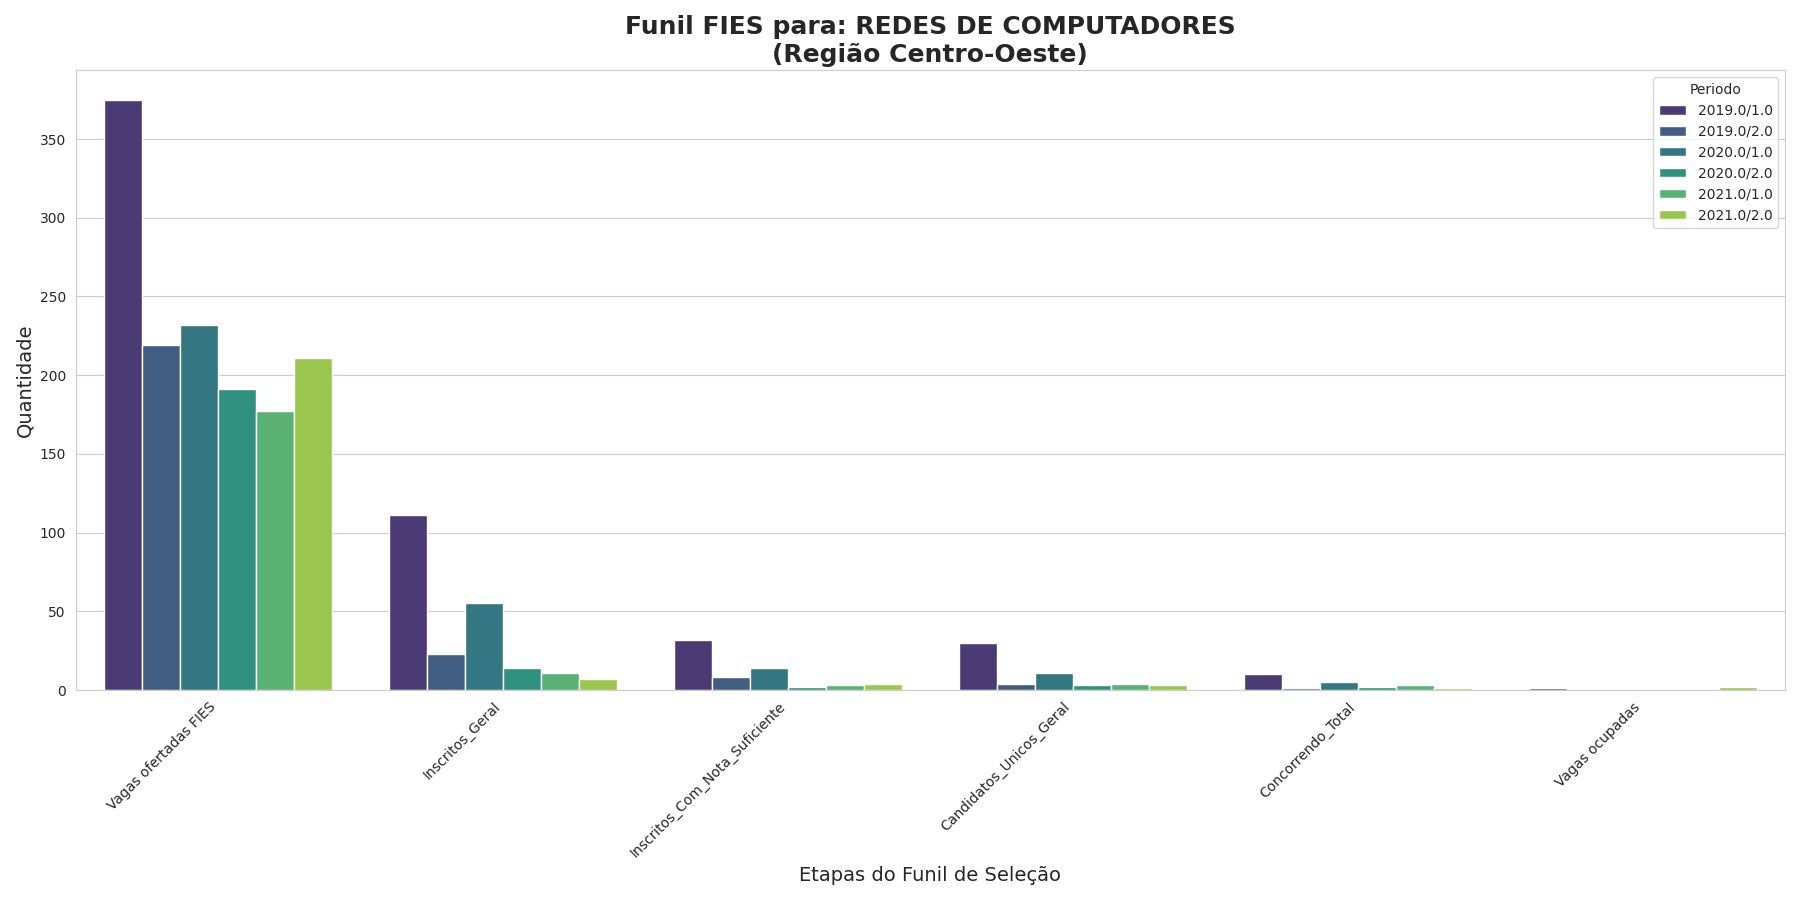 Funil FIES para: REDES DE COMPUTADORES
(Região Centro-Oeste)
Periodo
2019.0/1.0
2019.0/2.0
2020.0/1.0
2020.0/2.0
2021.0/1.0
2021.0/2.0
Quantidade
350
300
250
200
150
100
50
0
Vagas ofertadas FIES
Inscritos_Geral
Inscritos_Com_Nota_Suficiente
Candidatos_Unicos_Geral
Concorrendo_Total
Vagas ocupadas
Etapas do Funil de Seleção